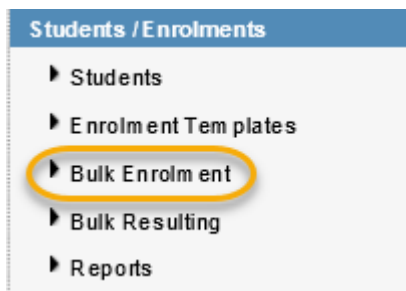 Students / Enrolments
Students
Enrolment Templates
Bulk Enrolment
Bulk Resulting
Reports